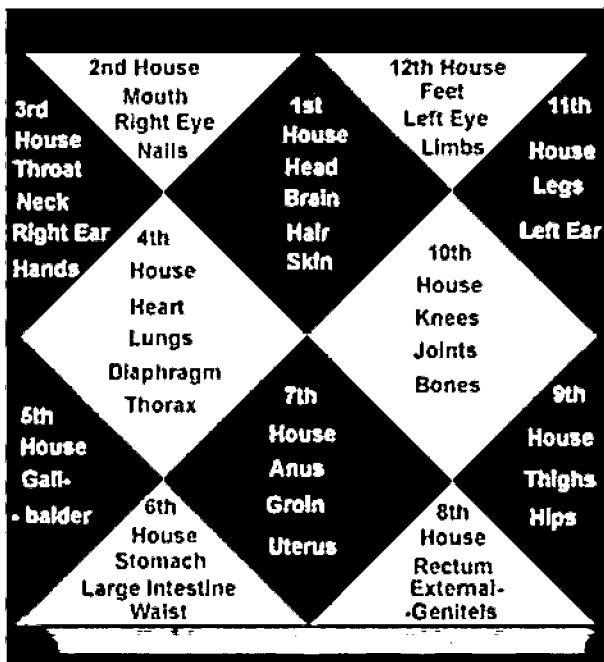 2nd House
Mouth
Right Eye
Nails
12th House
Feet
Left Eye
Limbs
3rd
House
Throat
Neck
Right Ear
Hands
1st
House
Head
Brain
Hair
Skin
11th
House
Legs
Left Ear
4th
House
Heart
Lungs
Diaphragm
Thorax
10th
House
Knees
Joints
Bones
5th
House
Gall-
- balder
7th
House
Anus
Groin
Uterus
9th
House
Thighs
Hips
6th
House
Stomach
Large Intestine
Waist
8th
House
Rectum
External-
-Genitels